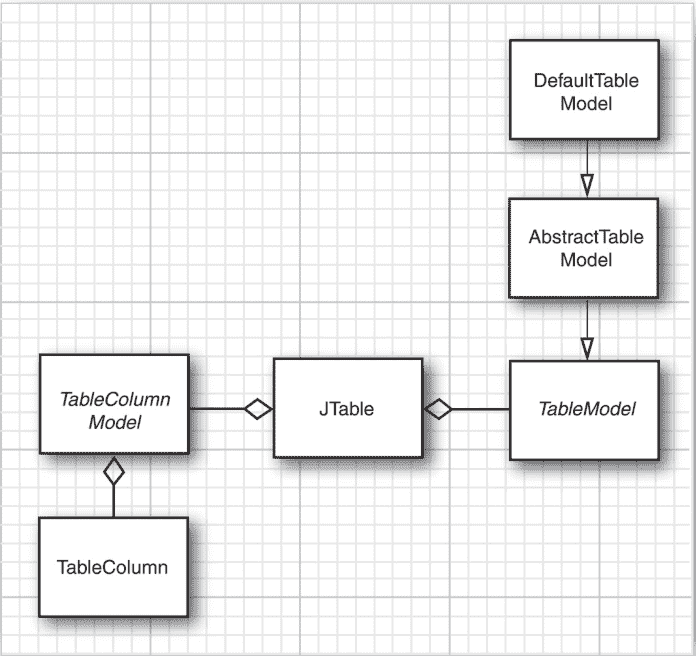 DefaultTable
Model
AbstractTable
Model
TableColumn
Model
JTable
TableModel
TableColumn